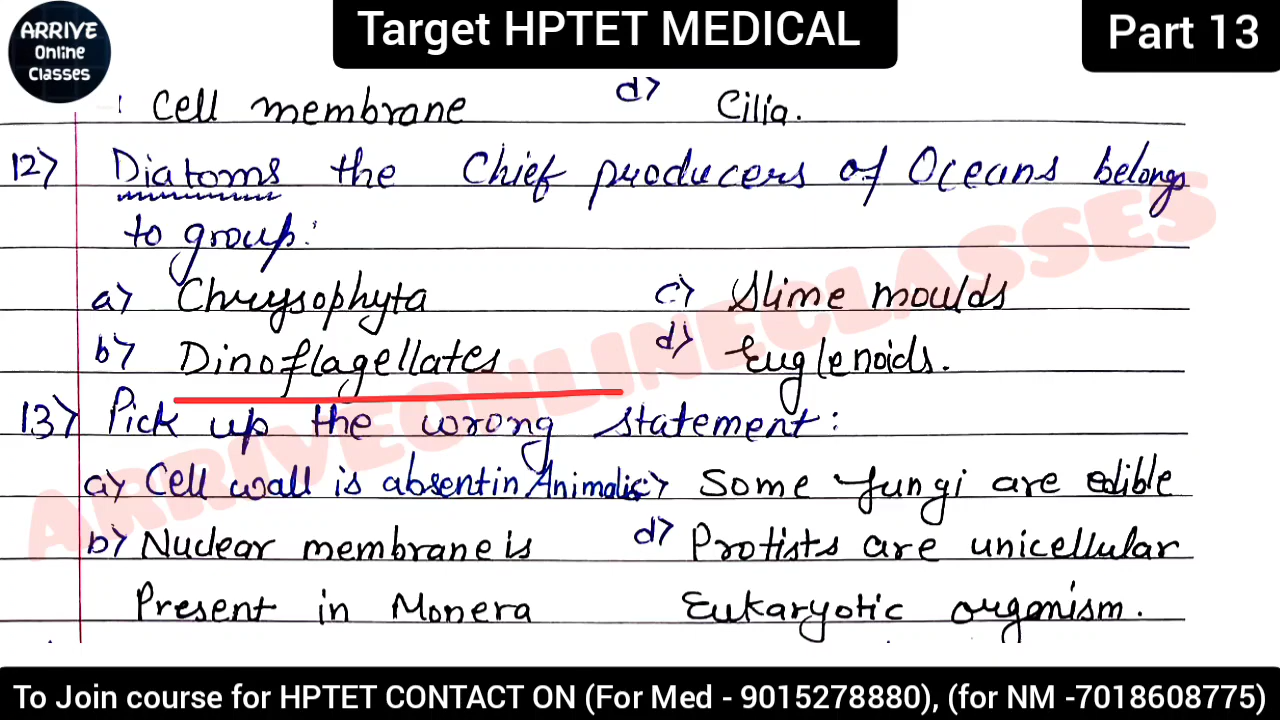 ARRIVE
Online
Classes
Target HPTET MEDICAL
Part 13
Cell membrane d> Cilia.
12> Diatoms the Chief producers of Oceans belongs
to group:
a> Chrysophyta c> Slime moulds
b> Dinoflagellates d> Euglenoids.
13> Pick up the wrong statement:
a> Cell wall is absent in Animalia c> Some fungi are edible
b> Nuclear membrane is d> Protists are unicellular
Present in Monera Eukaryotic organism.
ARRIVEONLINECLASSES
To Join course for HPTET CONTACT ON (For Med - 9015278880), (for NM -7018608775)